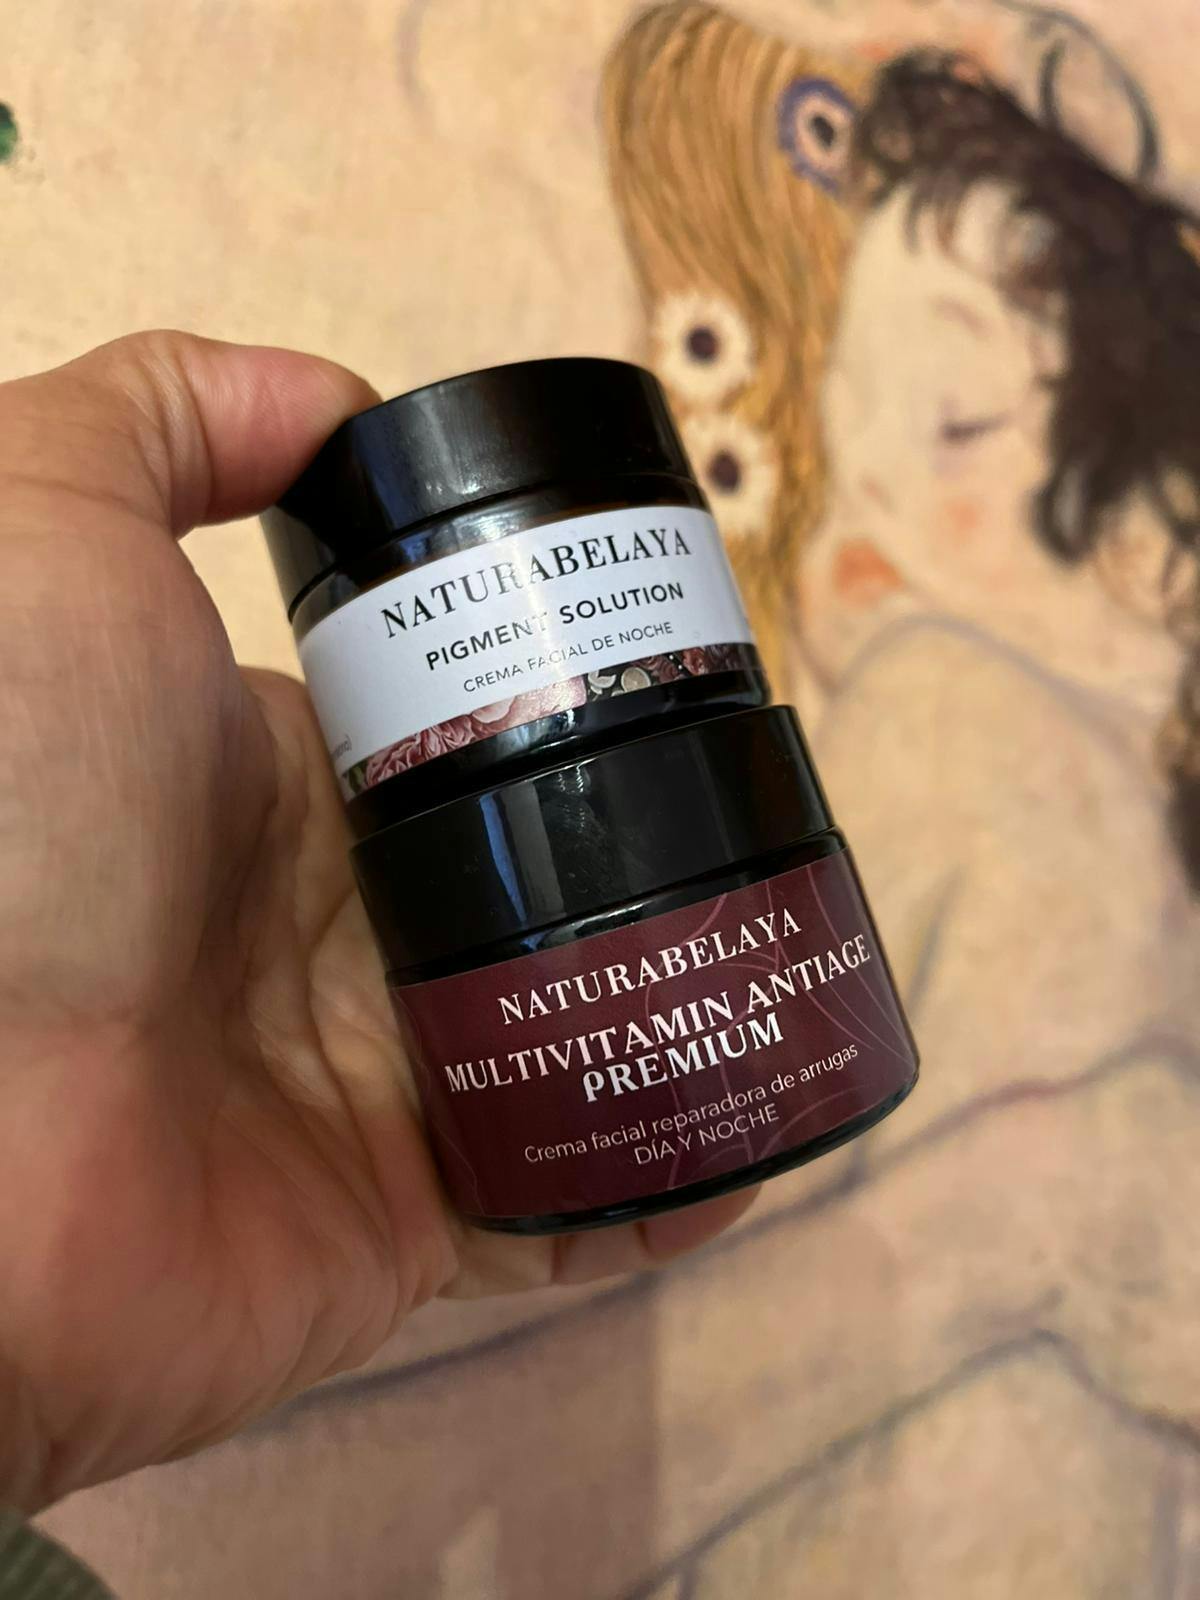 NATURABELAYA
PIGMENT SOLUTION
CREMA FACIAL DE NOCHE
NATURABELAYA
MULTIVITAMIN ANTIAGE
PREMIUM
Crema facial reparadora de arrugas
DÍA Y NOCHE